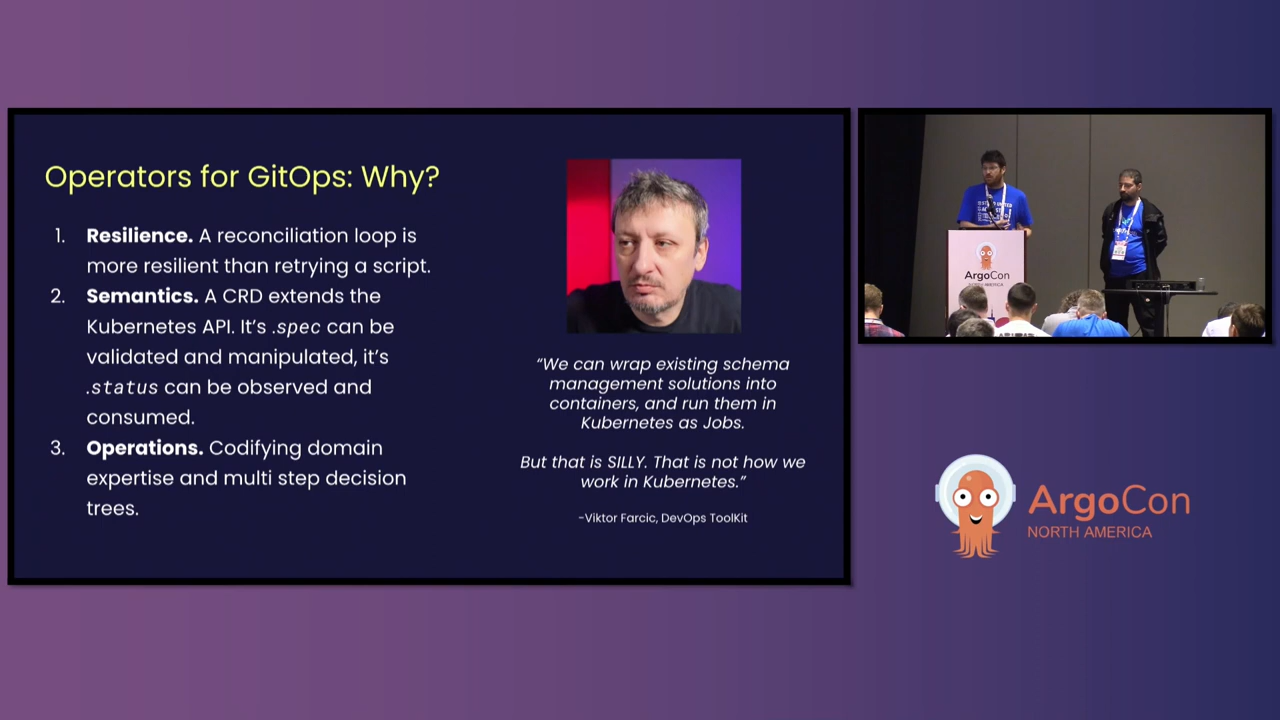 Operators for GitOps: Why?
1. Resilience. A reconciliation loop is
more resilient than retrying a script.
2. Semantics. A CRD extends the
Kubernetes API. It's .spec can be
validated and manipulated, it's
.status can be observed and
consumed.
3. Operations. Codifying domain
expertise and multi step decision
trees.
“We can wrap existing schema
management solutions into
containers, and run them in
Kubernetes as Jobs.
But that is SILLY. That is not how we
work in Kubernetes.”
-Viktor Farcic, DevOps ToolKit
ArgoCon
NORTH AMERICA
ArgoCon
NORTH AMERICA